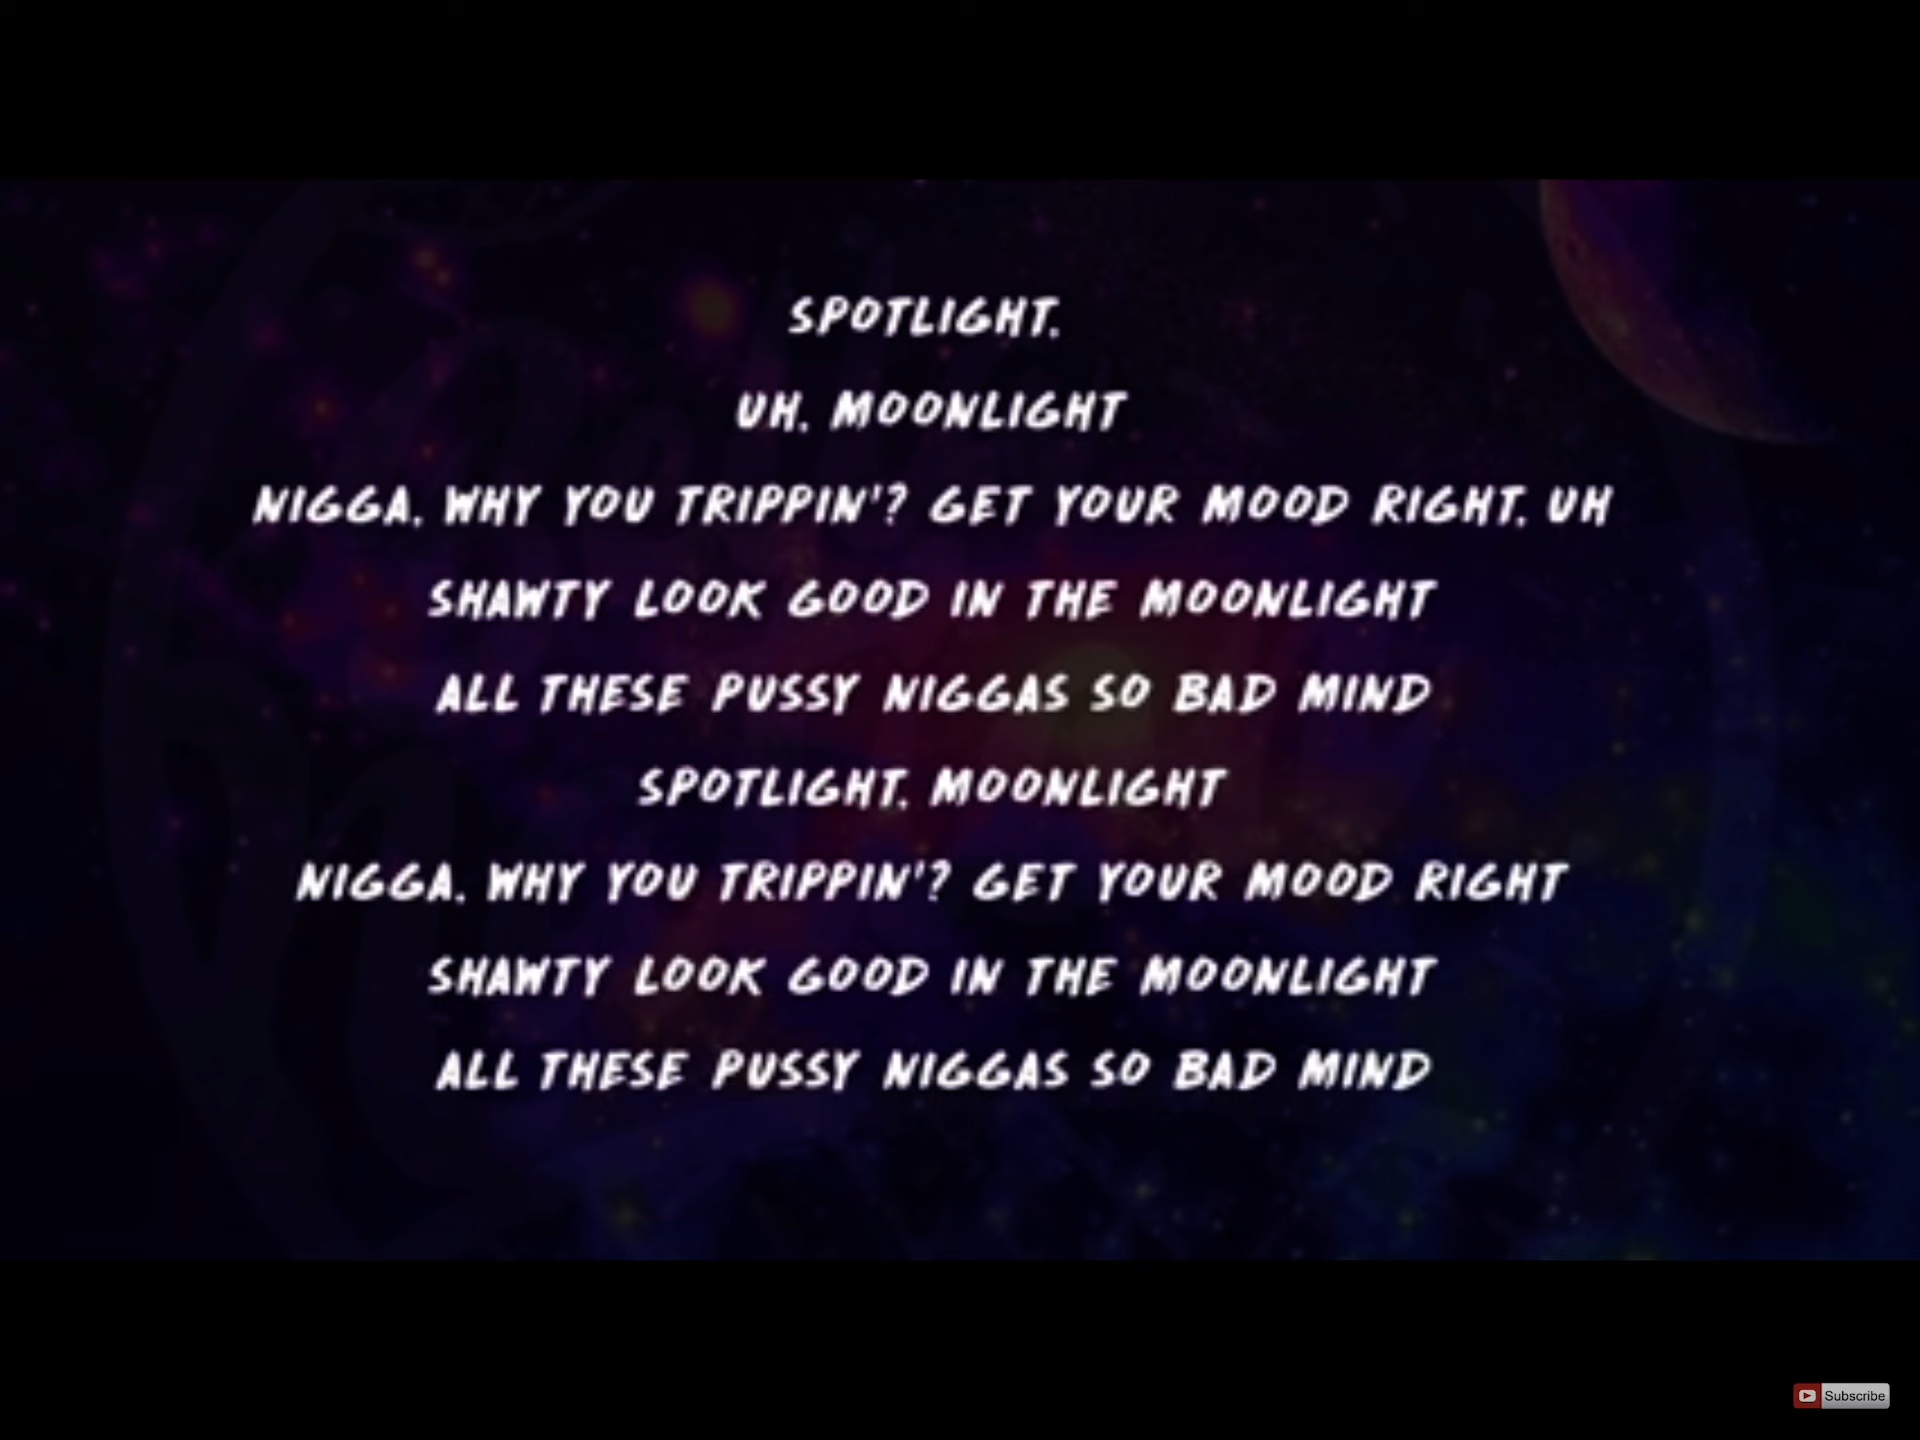 SPOTLIGHT,
UH, MOONLIGHT
NIGGA, WHY YOU TRIPPIN'? GET YOUR MOOD RIGHT, UH
SHAWTY LOOK GOOD IN THE MOONLIGHT
ALL THESE PUSSY NIGGAS SO BAD MIND
SPOTLIGHT, MOONLIGHT
NIGGA, WHY YOU TRIPPIN'? GET YOUR MOOD RIGHT
SHAWTY LOOK GOOD IN THE MOONLIGHT
ALL THESE PUSSY NIGGAS SO BAD MIND
Subscribe